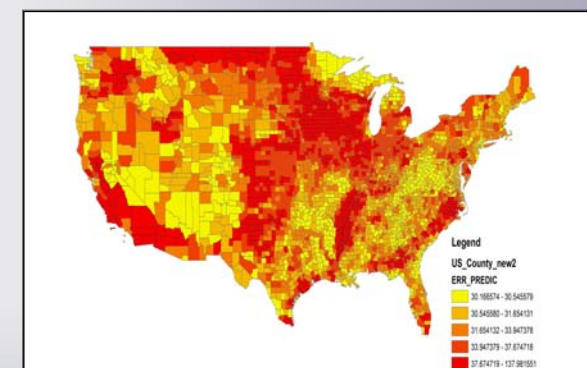 Legend
US_County_new2
ERR_PREDIC
30.166574 - 30.545579
30.545580 - 31.654131
31.654132 - 33.947378
33.947379 - 37.674718
37.674719 - 137.981551